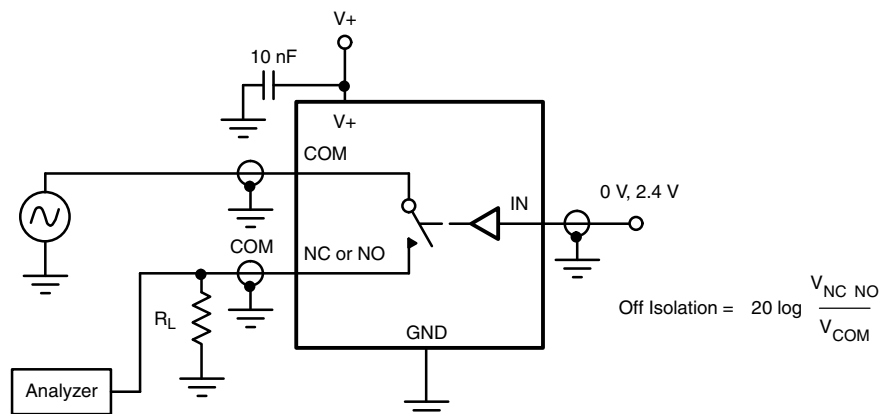 V+
10 nF
V+
COM
0 V, 2.4 V
IN
COM
NC or NO
Off Isolation = 20 log V_NC NO / V_COM
R_L
GND
Analyzer